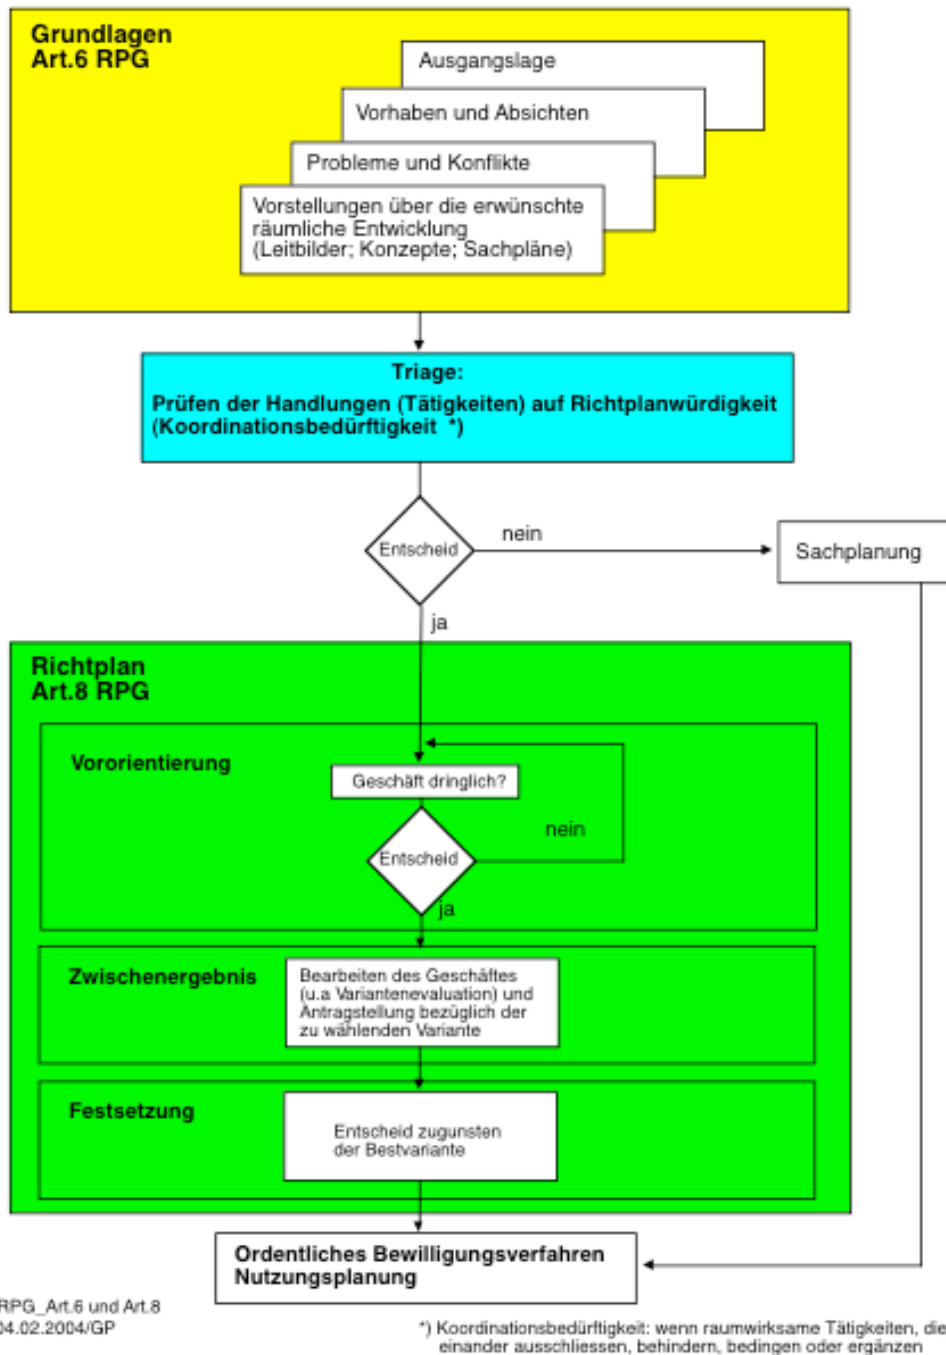 Grundlagen
Art.6 RPG
Ausgangslage
Vorhaben und Absichten
Probleme und Konflikte
Vorstellungen über die erwünschte
räumliche Entwicklung
(Leitbilder; Konzepte; Sachpläne)
Triage:
Prüfen der Handlungen (Tätigkeiten) auf Richtplanwürdigkeit
(Koordinationsbedürftigkeit *)
Entscheid
nein
Sachplanung
ja
Richtplan
Art.8 RPG
Vororientierung
Geschäft dringlich?
nein
Entscheid
ja
Zwischenergebnis
Bearbeiten des Geschäftes
(u.a Variantenevaluation) und
Antragstellung bezüglich der
zu wählenden Variante
Festsetzung
Entscheid zugunsten
der Bestvariante
Ordentliches Bewilligungsverfahren
Nutzungsplanung
RPG_Art.6 und Art.8
04.02.2004/GP
*) Koordinationsbedürftigkeit: wenn raumwirksame Tätigkeiten, die
einander ausschliessen, behindern, bedingen oder ergänzen